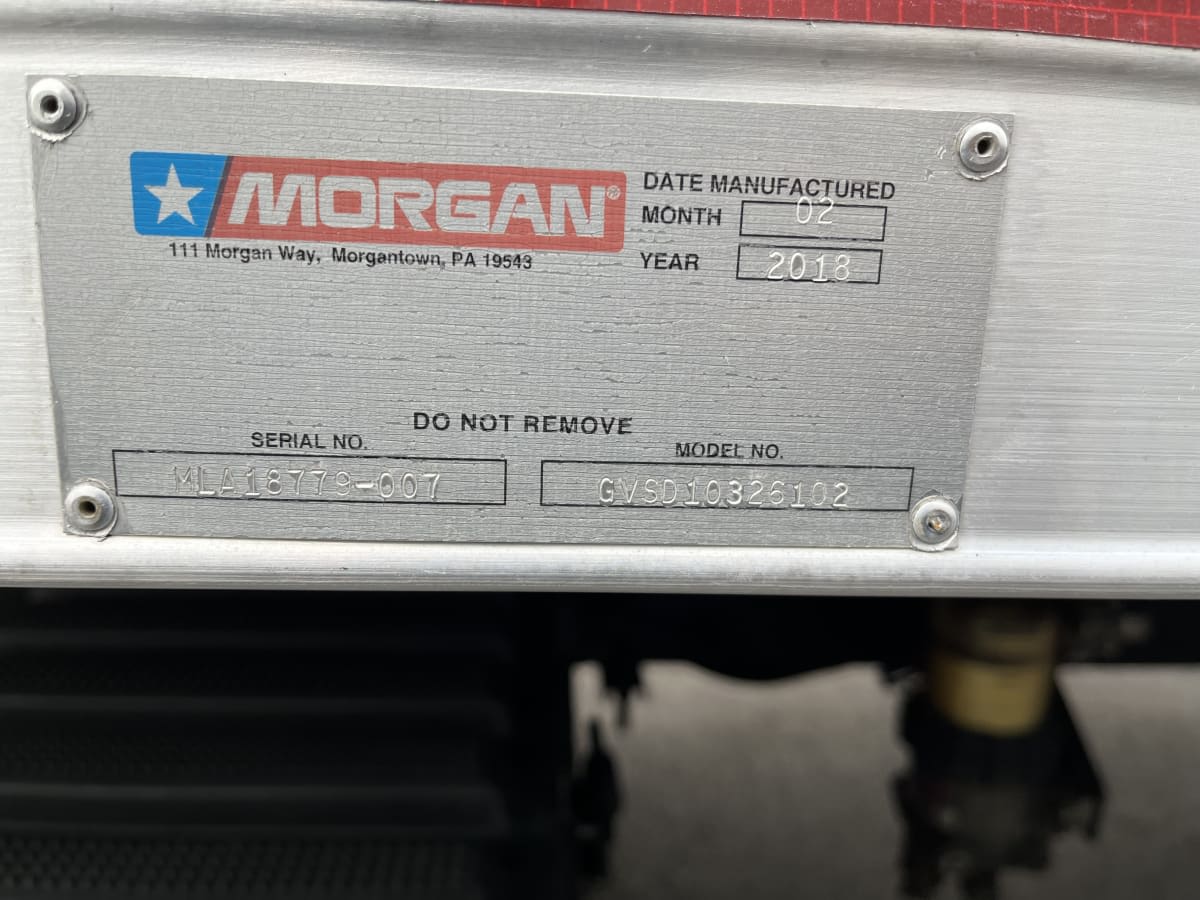 MORGAN®
111 Morgan Way, Morgantown, PA 19543
DATE MANUFACTURED
MONTH 02
YEAR 2018
DO NOT REMOVE
SERIAL NO.
MLA18779-007
MODEL NO.
GVSD10326102